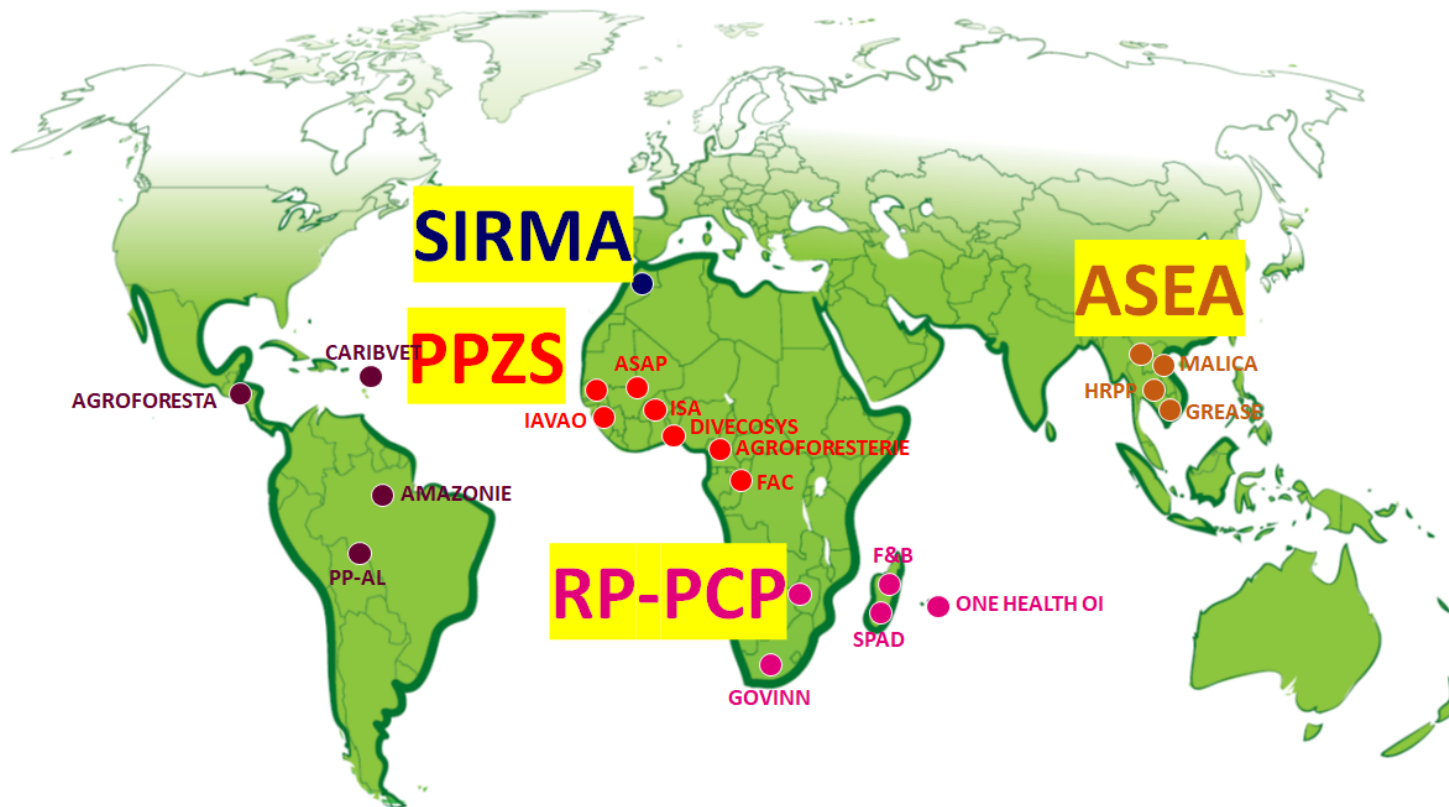 SIRMA
ASEA
PPZS
CARIBVET
ASAP
MALICA
AGROFORESTA
HRPP
ISA
GREASE
IAVAO
DIVECOSYS
AGROFORESTERIE
FAC
AMAZONIE
PP-AL
RP-PCP
F&B
ONE HEALTH OI
SPAD
GOVINN